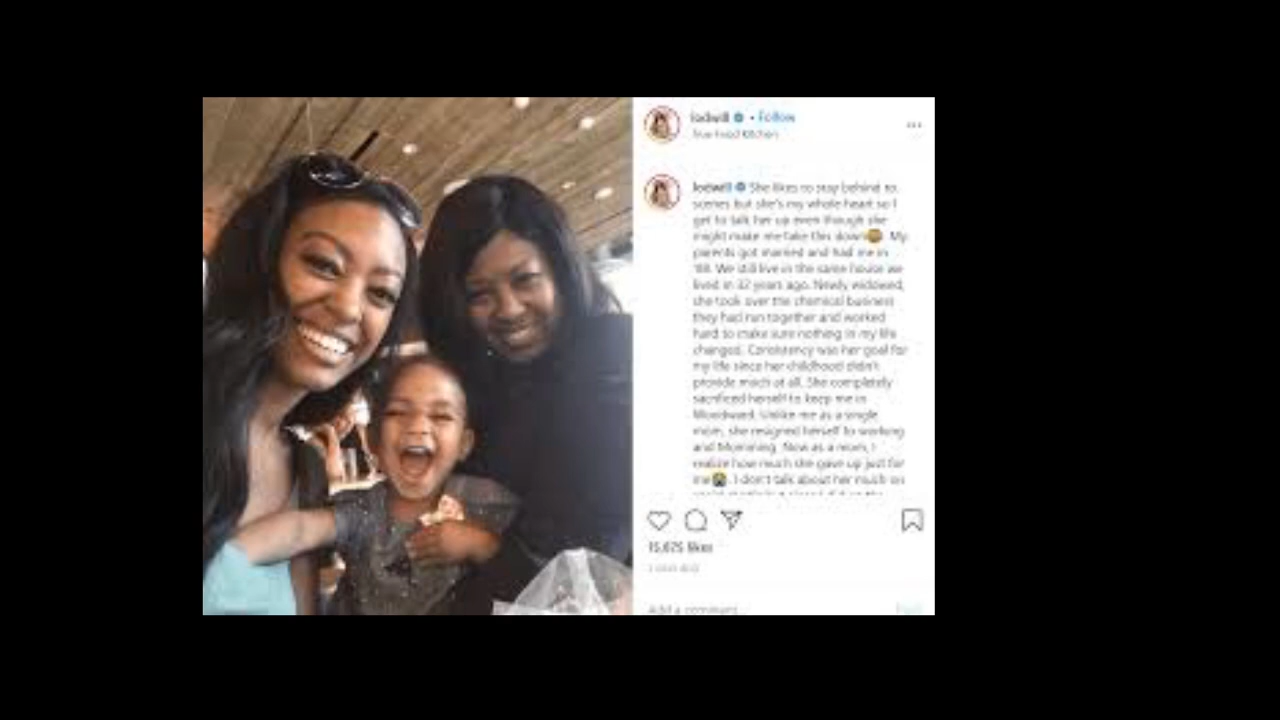 lodwill • Follow
True Food Kitchen
lodwill She likes to stay behind no
scenes but she's my whole heart so I
get to talk her up even though she
might make me take this down. My
parents got married and had me in
'88. We still live in the same house we
lived in 32 years ago. Newly widowed,
she took over the chemical business
they had run together and worked
hard to make sure nothing in my life
changed. Consistency was her goal for
my life since her childhood didn't
provide much at all. She completely
sacrificed herself to keep me in
Woodward. Unlike me as a single
mom, she resigned herself to working
and Momming. Now as a mom, I
realize how much she gave up just for
me😭. I don't talk about her much on
likes
Add a comment...
Post